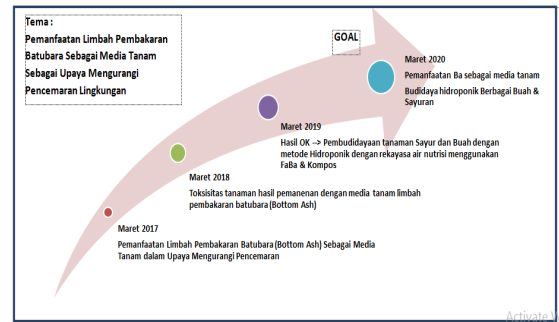 Tema :
Pemanfaatan Limbah Pembakaran
Batubara Sebagai Media Tanam
Sebagai Upaya Mengurangi
Pencemaran Lingkungan
GOAL
Maret 2020
Pemanfaatan Ba sebagai media tanam
Budidaya hidroponik Berbagai Buah &
Sayuran
Maret 2019
Hasil OK --> Pembudidayaan tanaman Sayur dan Buah dengan
metode Hidroponik dengan rekayasa air nutrisi menggunakan
FaBa & Kompos
Maret 2018
Toksisitas tanaman hasil pemanenan dengan media tanam limbah
pembakaran batubara (Bottom Ash)
Maret 2017
Pemanfaatan Limbah Pembakaran Batubara (Bottom Ash) Sebagai Media
Tanam dalam Upaya Mengurangi Pencemaran
Activate